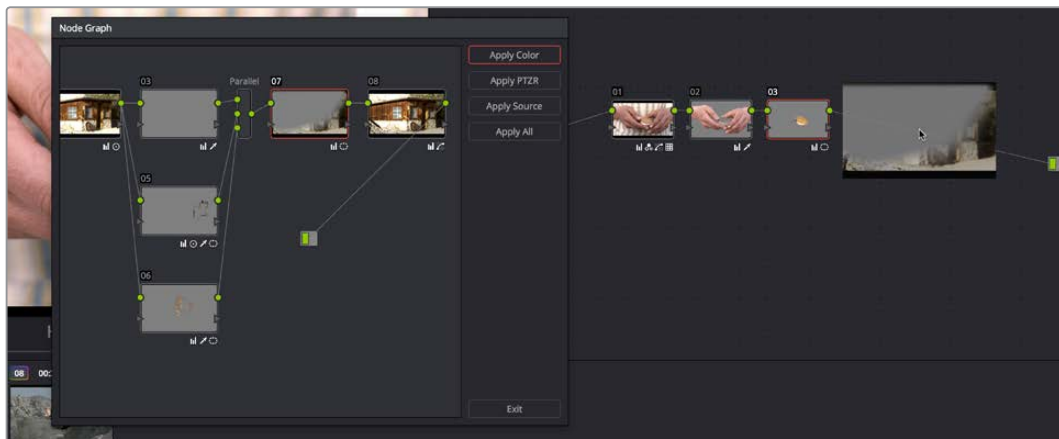 Node Graph
Apply Color
Apply PTZR
Apply Source
Apply All
Exit
03
Parallel
07
08
05
06
01
02
03
08